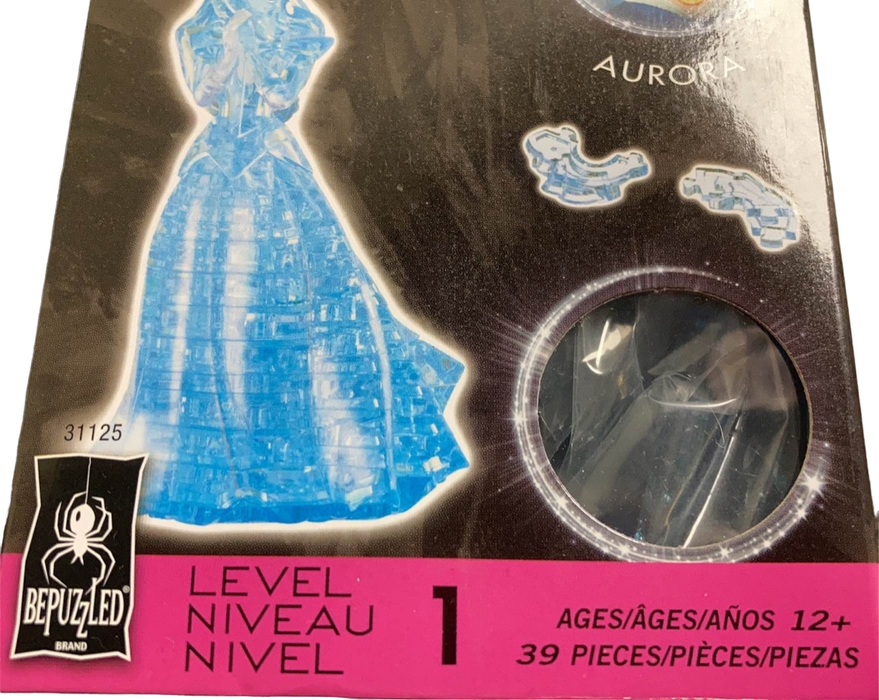 AURORA
31125
BEPUZZLED®
BRAND
LEVEL
NIVEAU
NIVEL
1
AGES/ÂGES/AÑOS 12+
39 PIECES/PIÈCES/PIEZAS